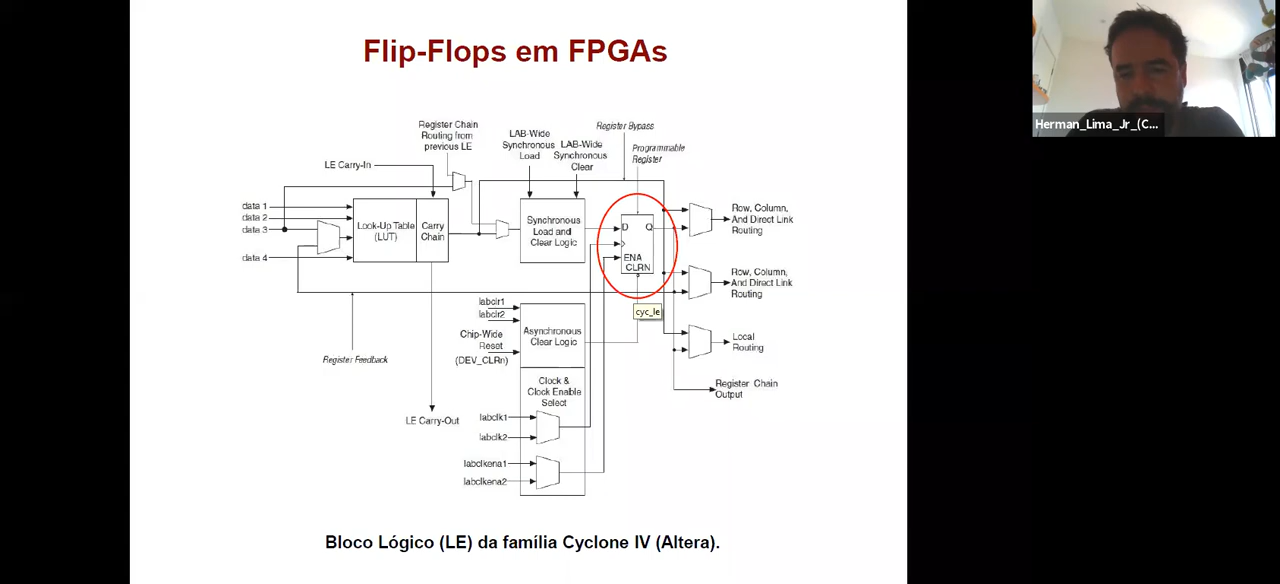 Flip-Flops em FPGAs
Herman_Lima_Jr_(C...
Register Chain
Routing from
previous LE
LAB-Wide
Synchronous
Load
LAB-Wide
Synchronous
Clear
Register Bypass
Programmable
Register
LE Carry-In
data 1
data 2
data 3
data 4
Look-Up Table
(LUT)
Carry
Chain
Synchronous
Load and
Clear Logic
D
Q
ENA
CLRN
Row, Column,
And Direct Link
Routing
Row, Column,
And Direct Link
Routing
cyc_le
labclr1
labclr2
Chip-Wide
Reset
(DEV_CLRn)
Asynchronous
Clear Logic
Local
Routing
Register Feedback
Clock &
Clock Enable
Select
Register Chain
Output
LE Carry-Out
labclk1
labclk2
labclkena1
labclkena2
Bloco Lógico (LE) da família Cyclone IV (Altera).